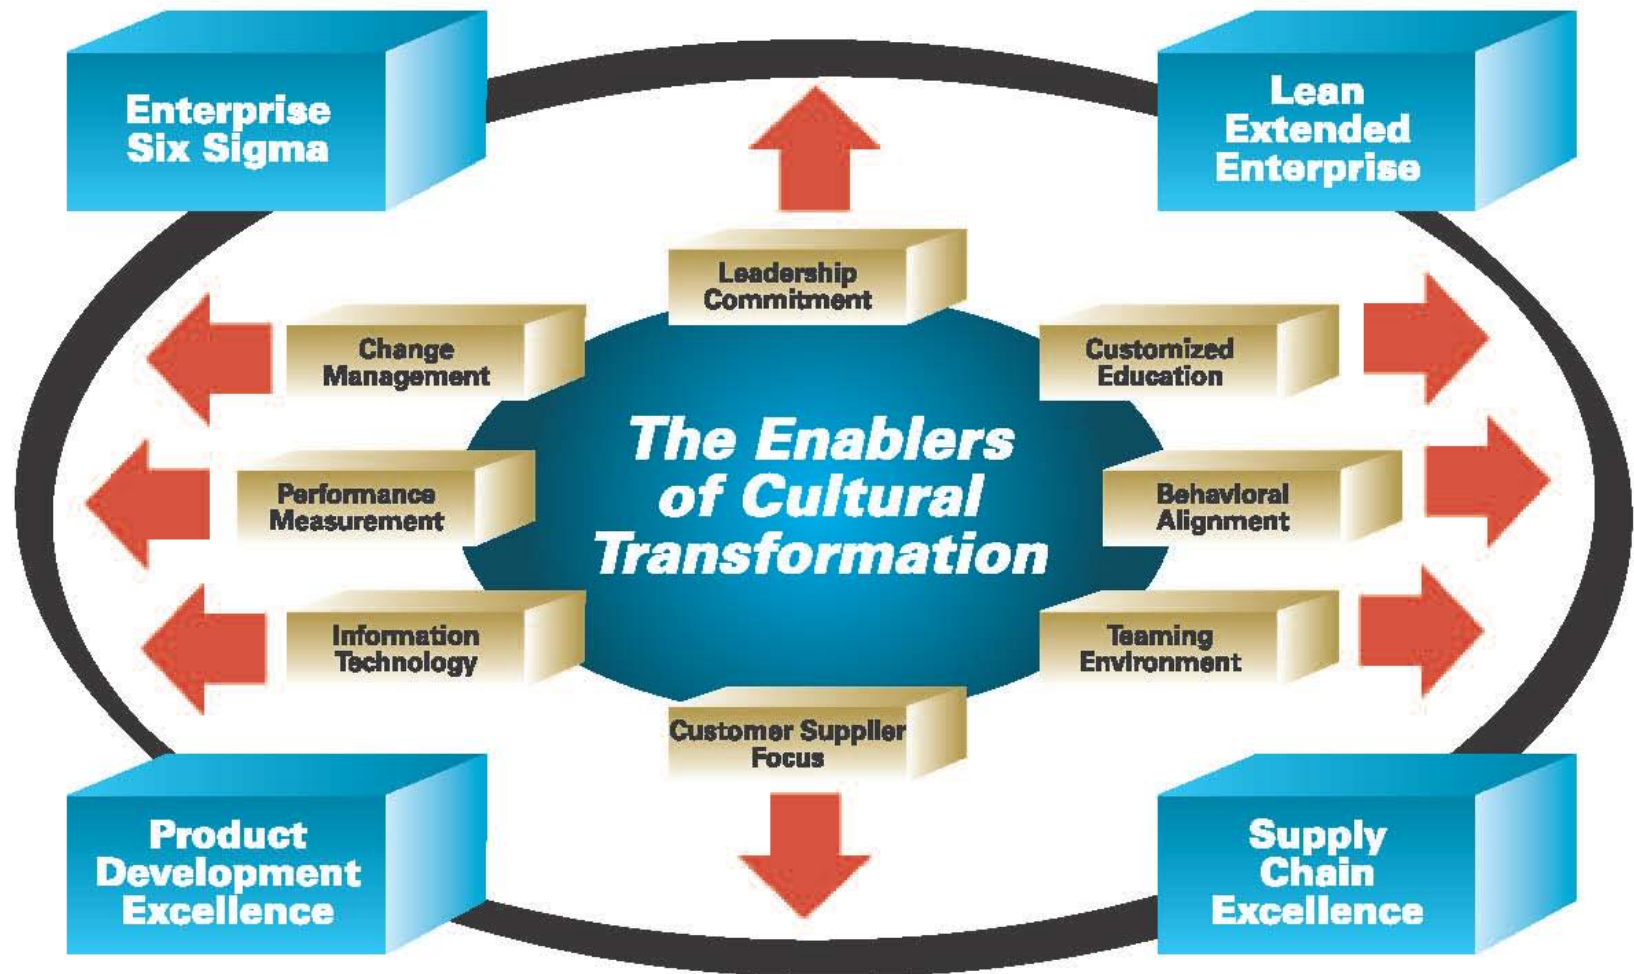 Enterprise
Six Sigma
Lean
Extended
Enterprise
Leadership
Commitment
Change
Management
Customized
Education
The Enablers
of Cultural
Transformation
Performance
Measurement
Behavioral
Alignment
Information
Technology
Teaming
Environment
Customer Supplier
Focus
Product
Development
Excellence
Supply
Chain
Excellence